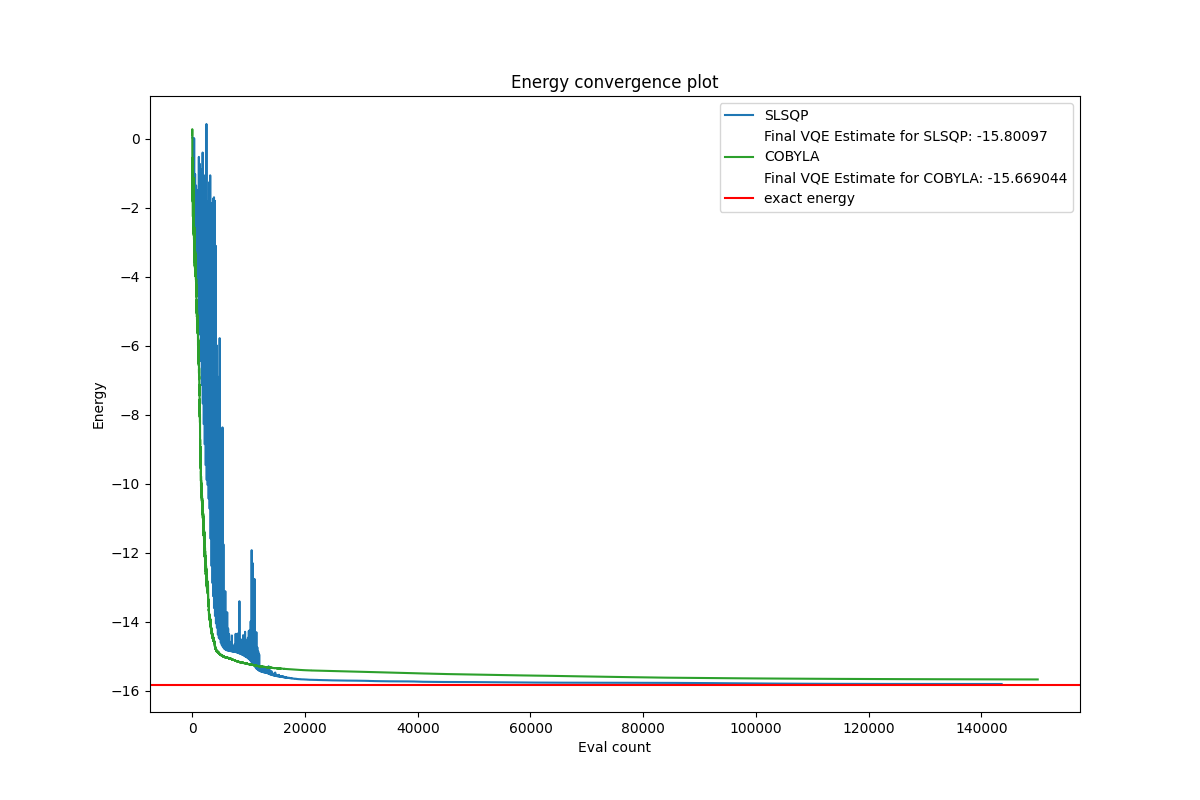 Energy convergence plot
SLSQP
Final VQE Estimate for SLSQP: -15.80097
COBYLA
Final VQE Estimate for COBYLA: -15.669044
exact energy
Energy
0
−2
−4
−6
−8
−10
−12
−14
−16
0 20000 40000 60000 80000 100000 120000 140000
Eval count